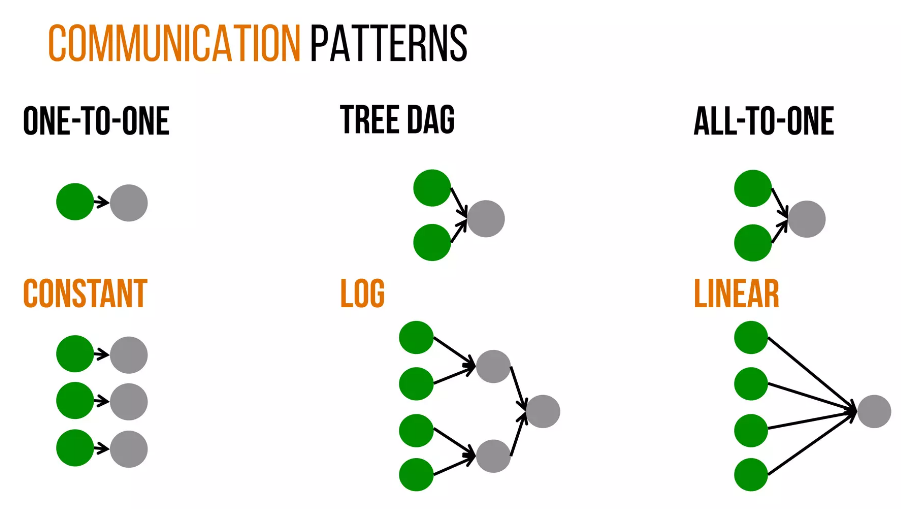 COMMUNICATION PATTERNS
ONE-TO-ONE
TREE DAG
ALL-TO-ONE
CONSTANT
LOG
LINEAR